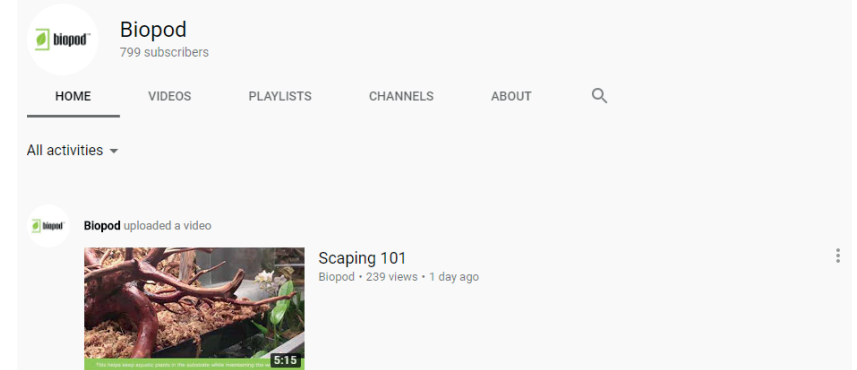 biopod™
Biopod
799 subscribers
HOME VIDEOS PLAYLISTS CHANNELS ABOUT
All activities
biopod
Biopod uploaded a video
Scaping 101
Biopod • 239 views • 1 day ago
5:15
This helps keep aquatic plants in the substrate while maintaining the